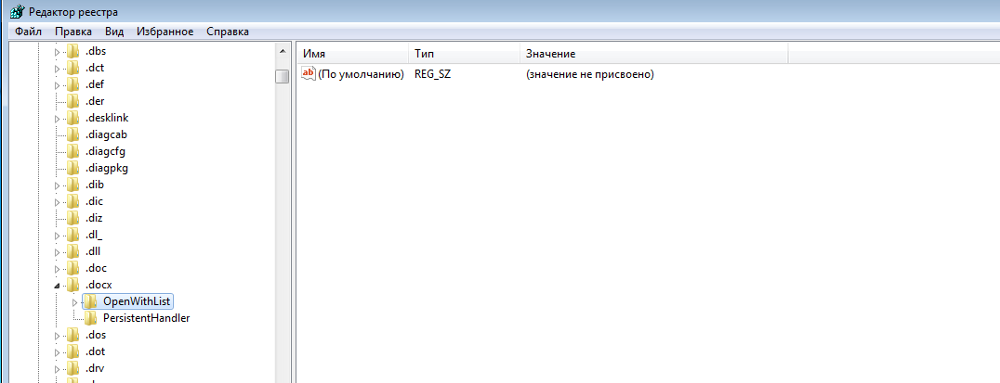 Редактор реестра
Файл Правка Вид Избранное Справка
.dbs
.dct
.def
.der
.desklink
.diagcab
.diagcfg
.diagpkg
.dib
.dic
.diz
.dl_
.dll
.doc
.docx
OpenWithList
PersistentHandler
.dos
.dot
.drv
Имя Тип Значение
ab (По умолчанию) REG_SZ (значение не присвоено)